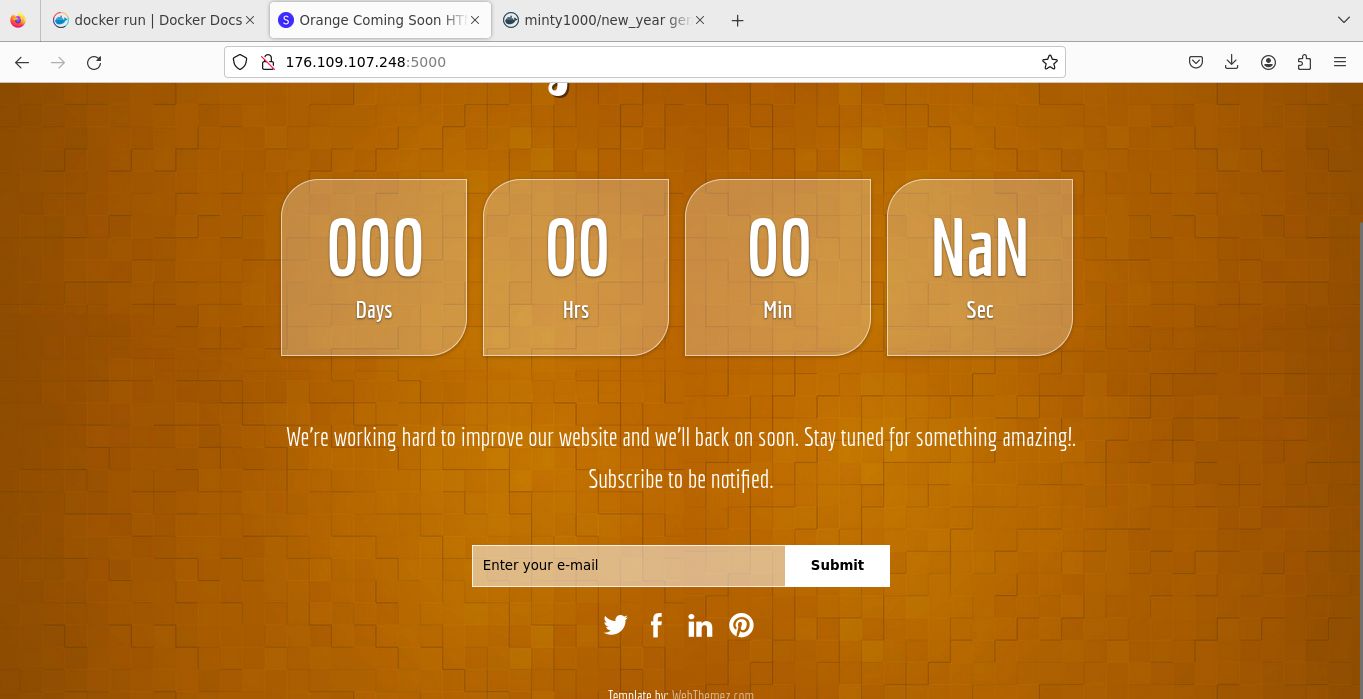 docker run | Docker Docs
Orange Coming Soon HT
minty1000/new_year ge
176.109.107.248:5000
000
00
00
NaN
Days
Hrs
Min
Sec
We're working hard to improve our website and we'll back on soon. Stay tuned for something amazing!.
Subscribe to be notified.
Enter your e-mail
Submit
Template by: WebThemez.com